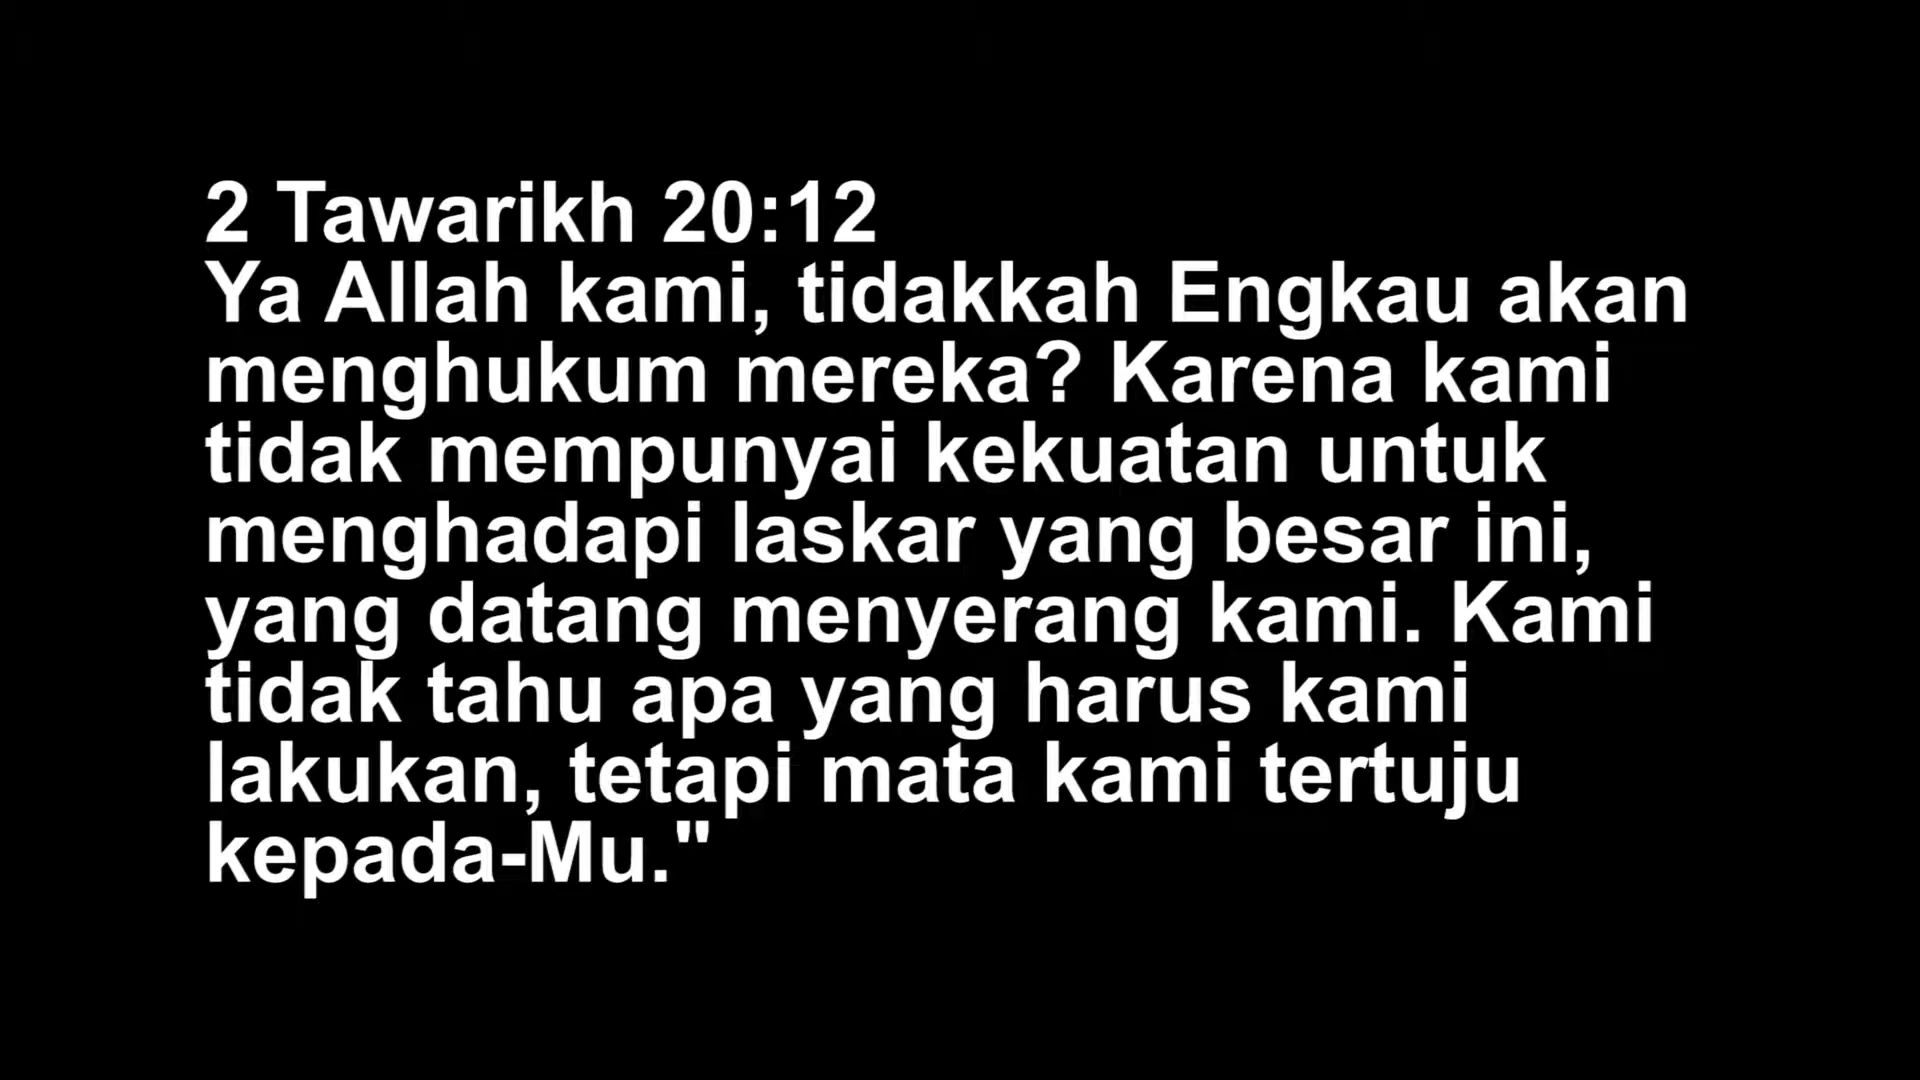 2 Tawarikh 20:12
Ya Allah kami, tidakkah Engkau akan
menghukum mereka? Karena kami
tidak mempunyai kekuatan untuk
menghadapi laskar yang besar ini,
yang datang menyerang kami. Kami
tidak tahu apa yang harus kami
lakukan, tetapi mata kami tertuju
kepada-Mu."